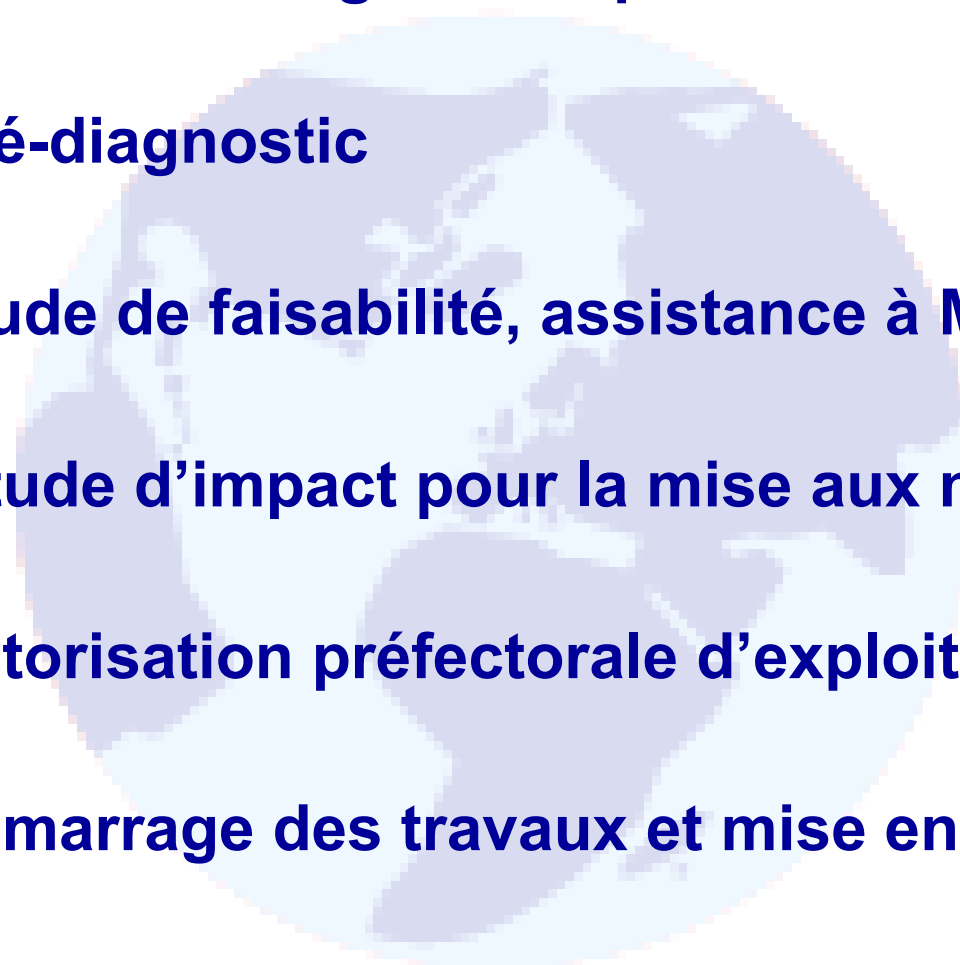 é-diagnostic
ude de faisabilité, assistance à M
tude d’impact pour la mise aux n
torisation préfectorale d’exploit
marrage des travaux et mise en